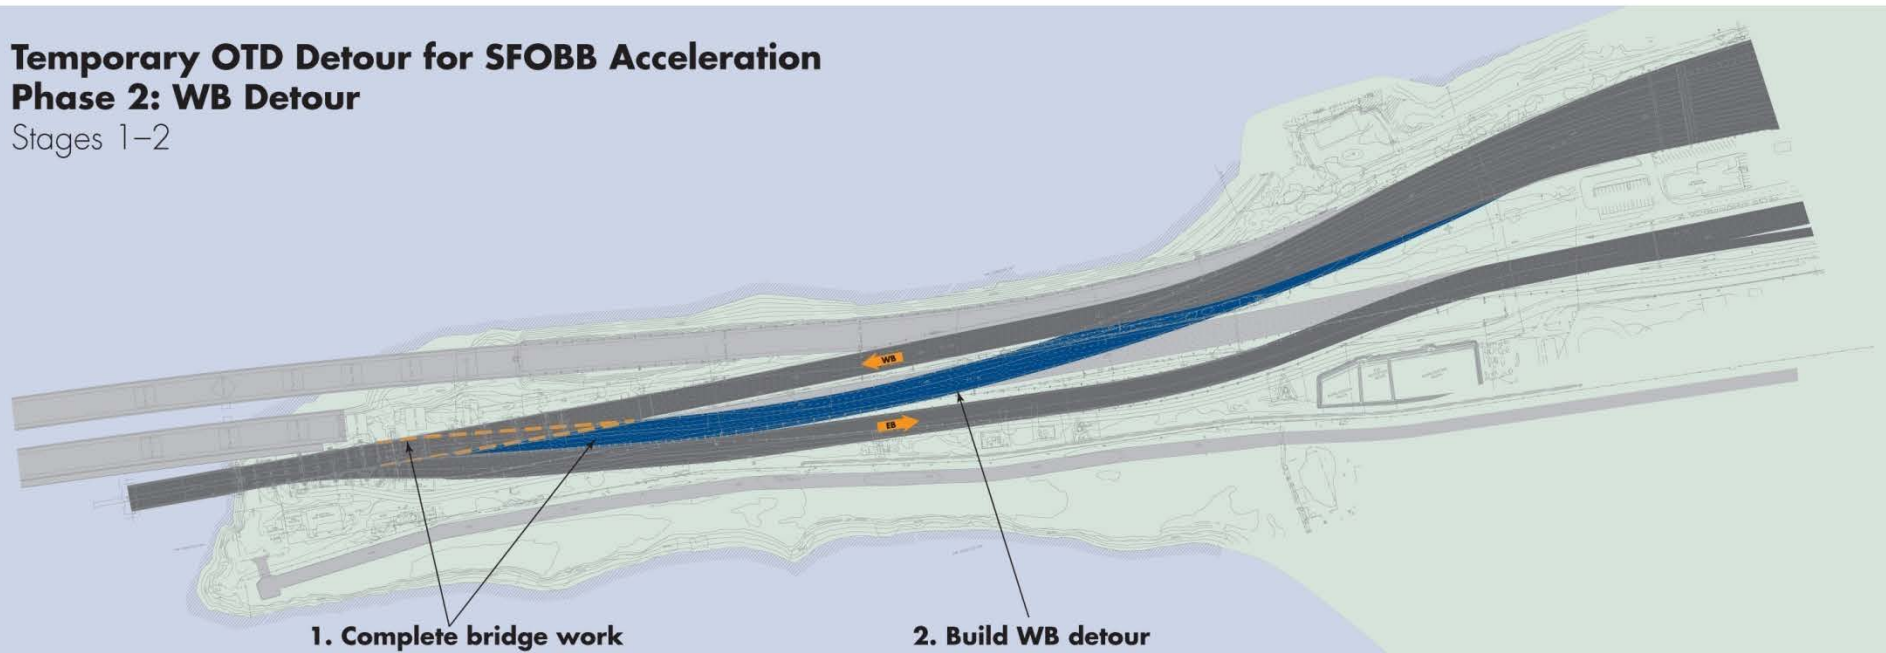 Temporary OTD Detour for SFOBB Acceleration
Phase 2: WB Detour
Stages 1–2
WB
EB
1. Complete bridge work
2. Build WB detour